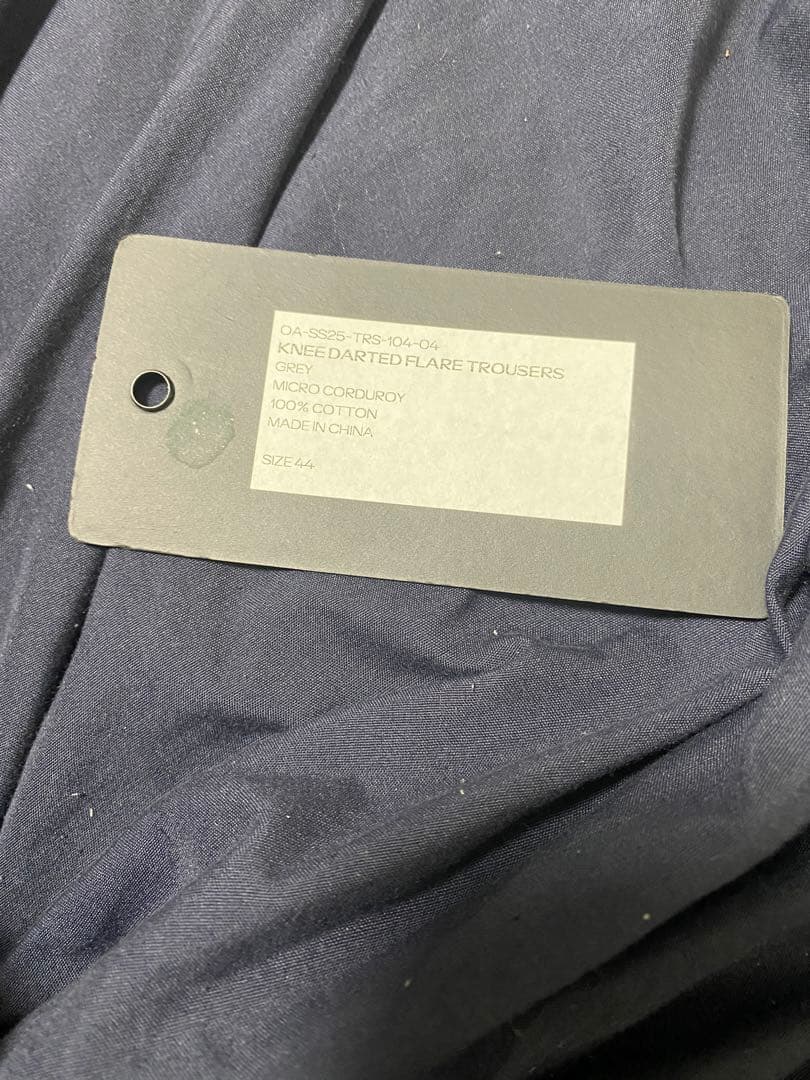 OA-SS25-TRS-104-04
KNEE DARTED FLARE TROUSERS
GREY
MICRO CORDUROY
100% COTTON
MADE IN CHINA
SIZE 44